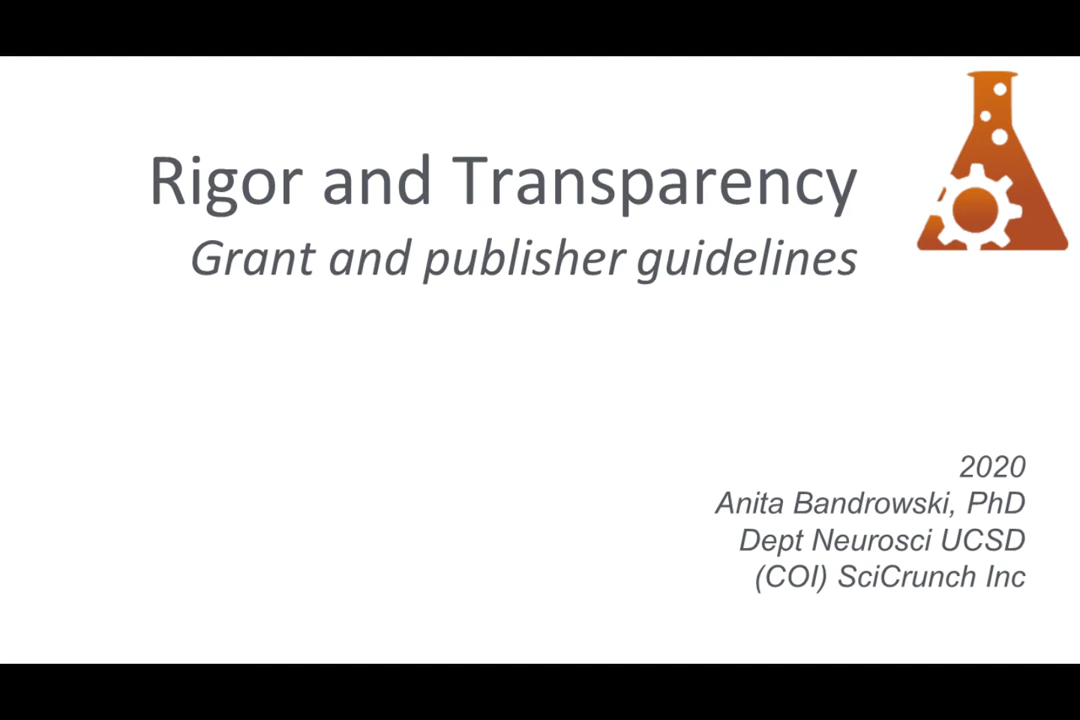 Rigor and Transparency
Grant and publisher guidelines
2020
Anita Bandrowski, PhD
Dept Neurosci UCSD
(COI) SciCrunch Inc